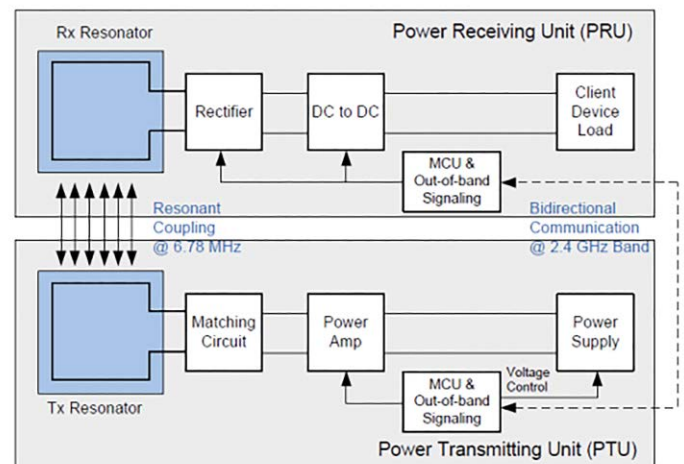 Rx Resonator
Power Receiving Unit (PRU)
Rectifier
DC to DC
Client
Device
Load
MCU &
Out-of-band
Signaling
Resonant
Coupling
@ 6.78 MHz
Bidirectional
Communication
@ 2.4 GHz Band
Matching
Circuit
Power
Amp
Power
Supply
Voltage
Control
MCU &
Out-of-band
Signaling
Tx Resonator
Power Transmitting Unit (PTU)